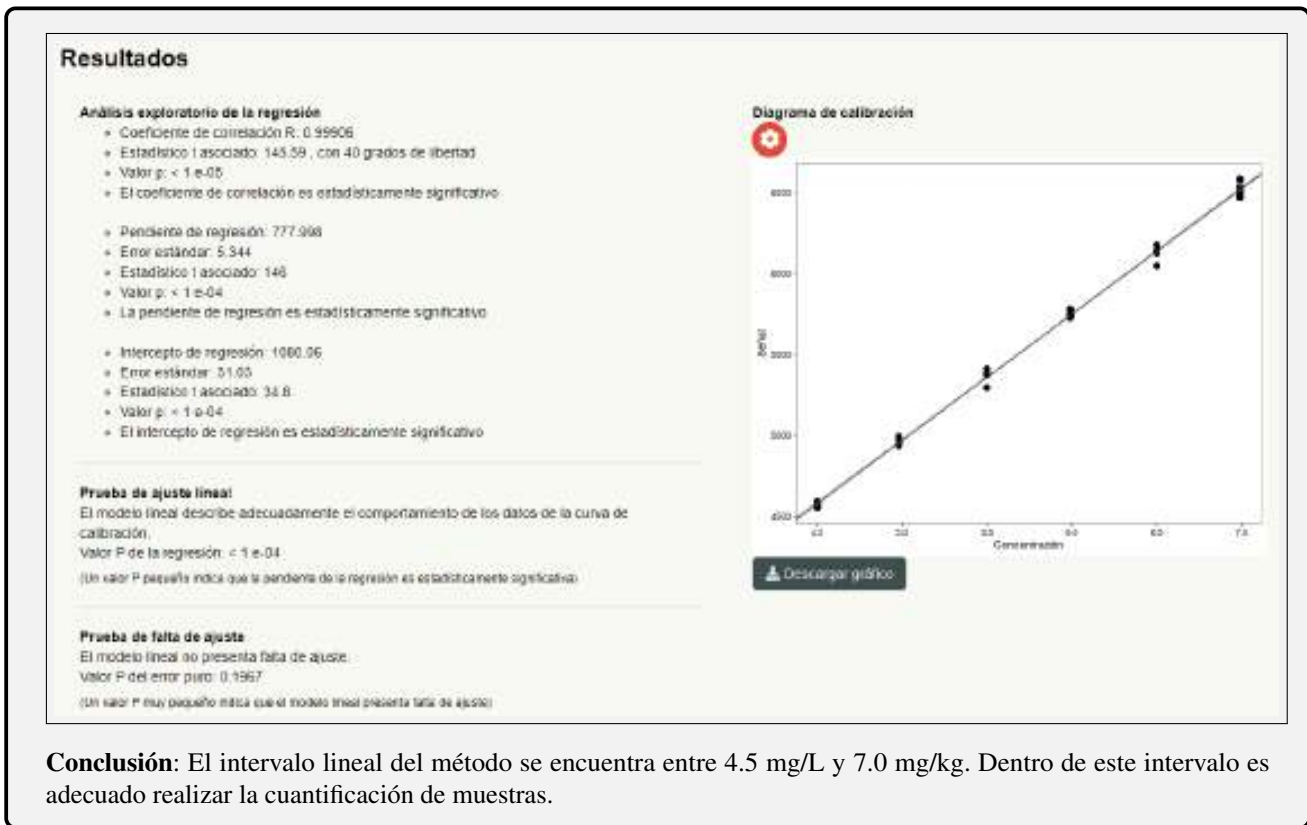 Resultados
Análisis exploratorio de la regresión
Coeficiente de correlación R: 0.99906
Estadístico t asociado: 145.59 , con 40 grados de libertad
Valor p: < 1 e-05
El coeficiente de correlación es estadísticamente significativo
Pendiente de regresión: 777.998
Error estándar: 5.344
Estadístico t asociado: 146
Valor p: < 1 e-04
La pendiente de regresión es estadísticamente significativo
Intercepto de regresión: 1080.06
Error estándar: 31.03
Estadístico t asociado: 34.8
Valor p: < 1 e-04
El intercepto de regresión es estadísticamente significativo
Prueba de ajuste lineal
El modelo lineal describe adecuadamente el comportamiento de los datos de la curva de
calibración.
Valor P de la regresión: < 1 e-04
(Un valor P pequeño indica que la pendiente de la regresión es estadísticamente significativa)
Prueba de falta de ajuste
El modelo lineal no presenta falta de ajuste
Valor P del error puro: 0.1967
(Un valor P muy pequeño indica que el modelo lineal presenta falta de ajuste)
Diagrama de calibración
Señal
7.0
Concentración
Descargar gráfico
Conclusión: El intervalo lineal del método se encuentra entre 4.5 mg/L y 7.0 mg/kg. Dentro de este intervalo es
adecuado realizar la cuantificación de muestras.